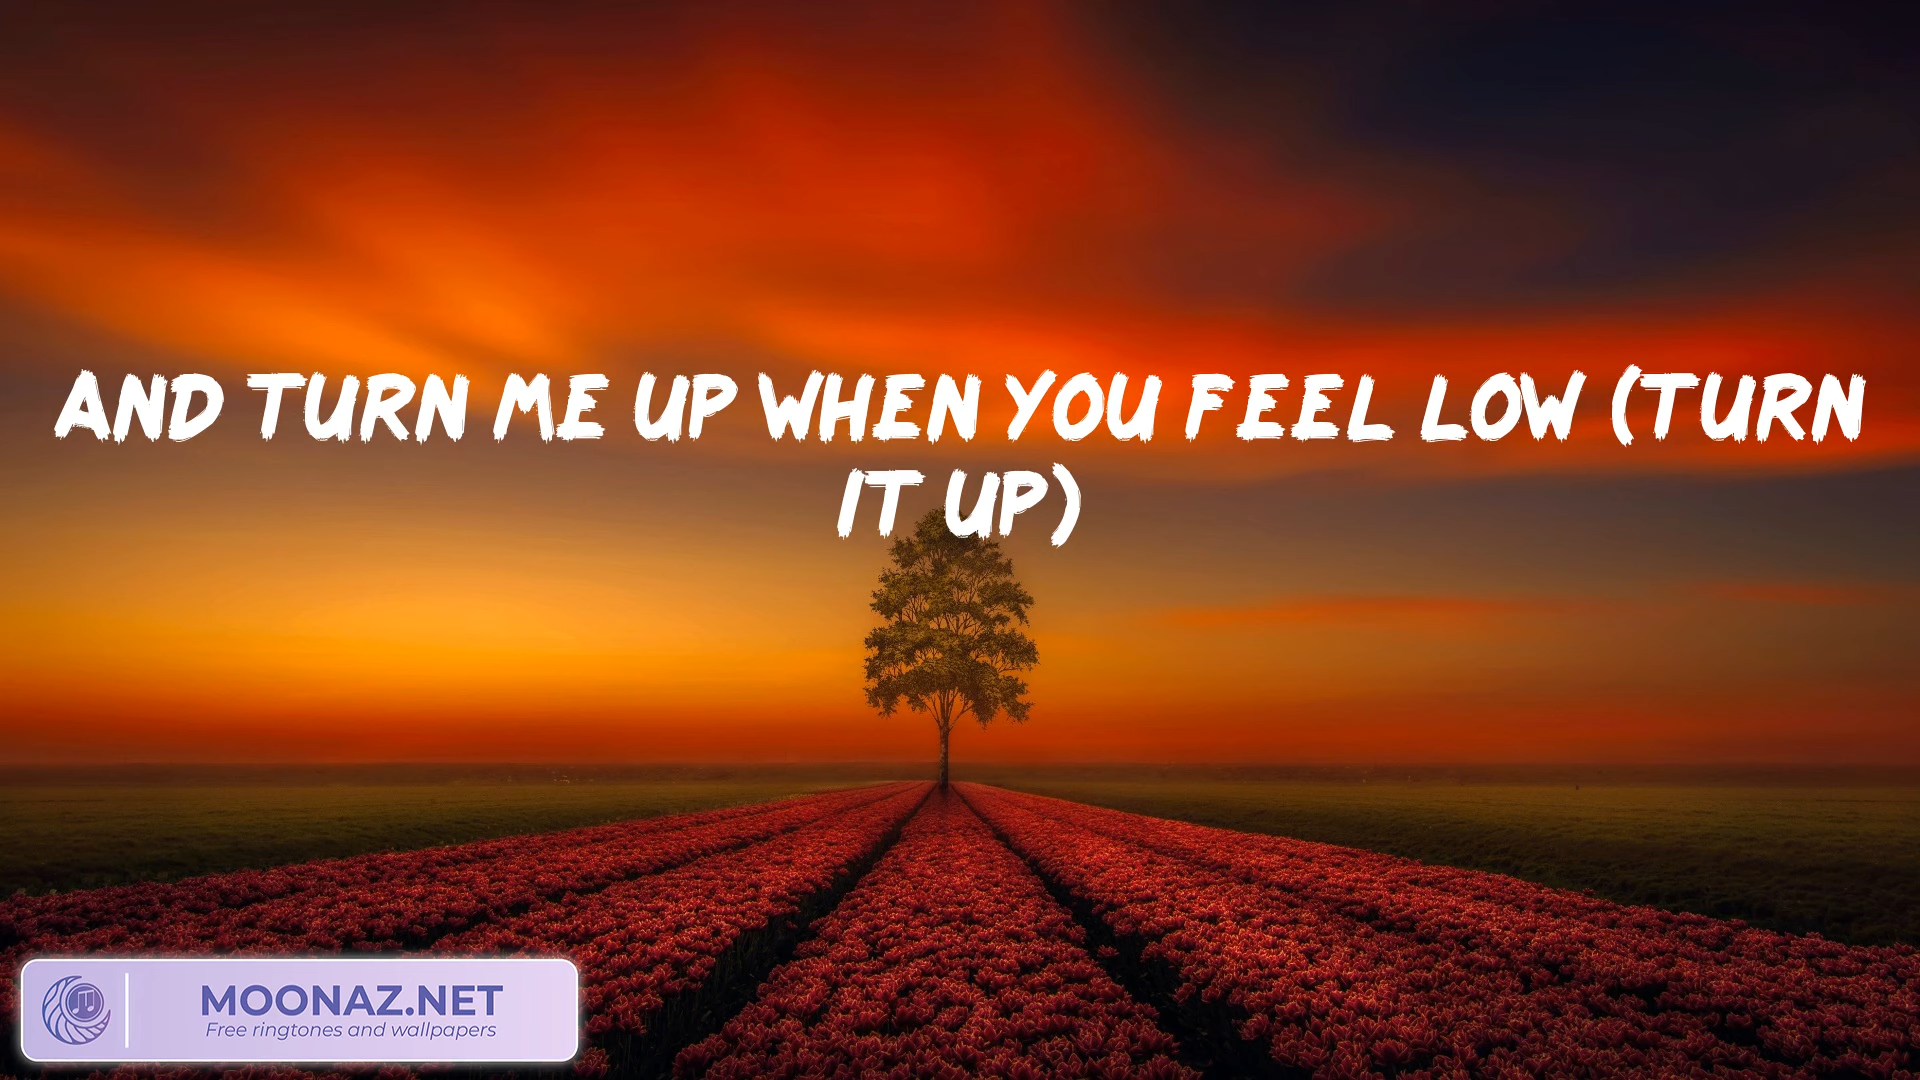 AND TURN ME UP WHEN YOU FEEL LOW (TURN
IT UP)
MOONAZ.NET
Free ringtones and wallpapers